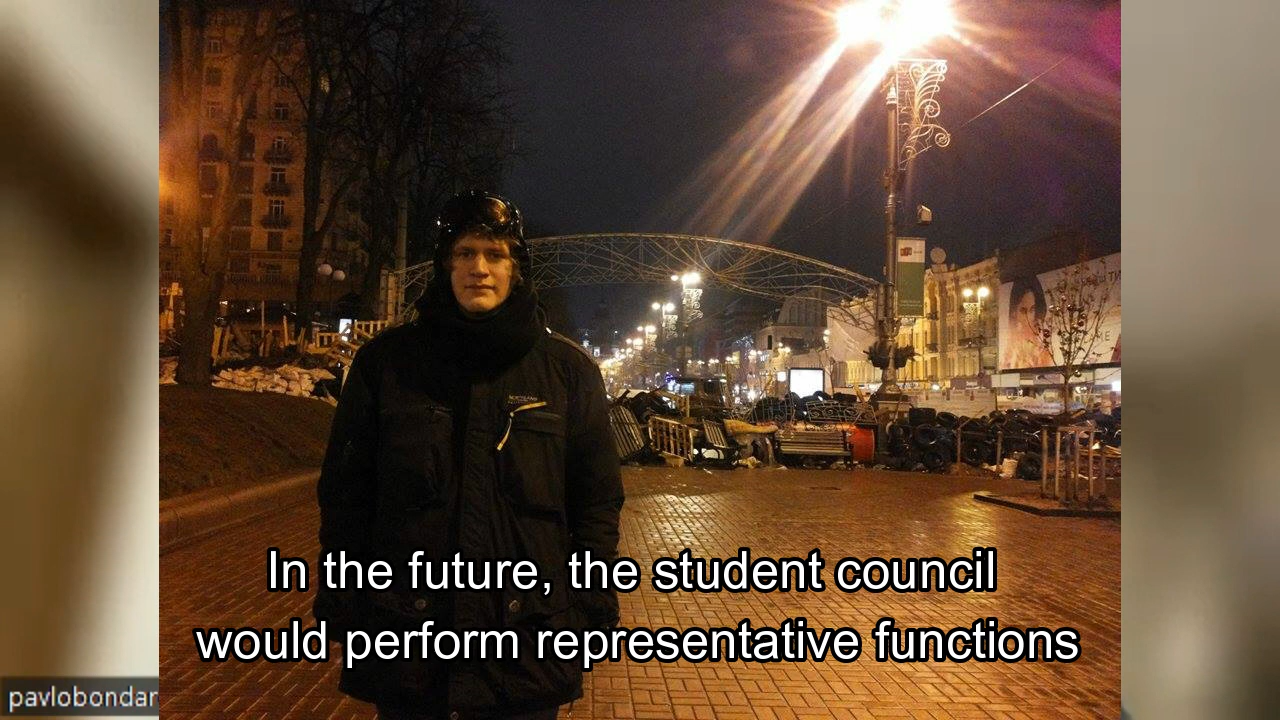 In the future, the student council
would perform representative functions
pavlobondar